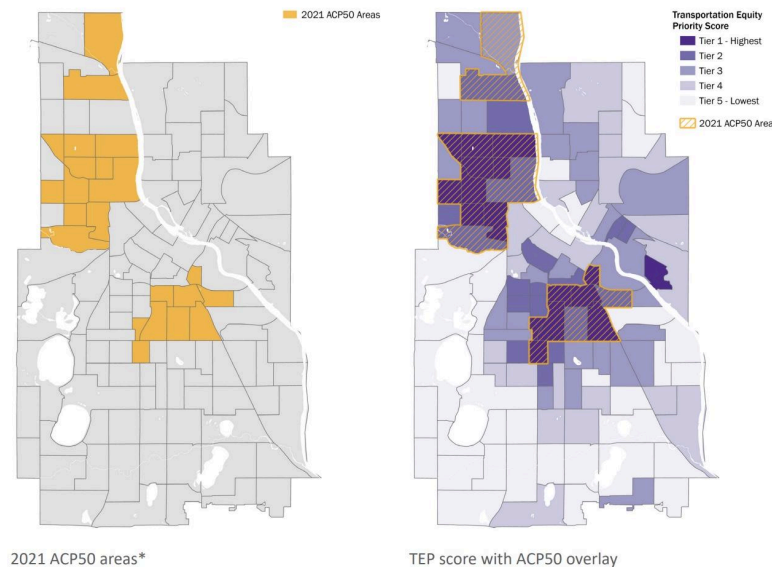 2021 ACP50 Areas
Transportation Equity
Priority Score
Tier 1 - Highest
Tier 2
Tier 3
Tier 4
Tier 5 - Lowest
2021 ACP50 Area
2021 ACP50 areas*
TEP score with ACP50 overlay